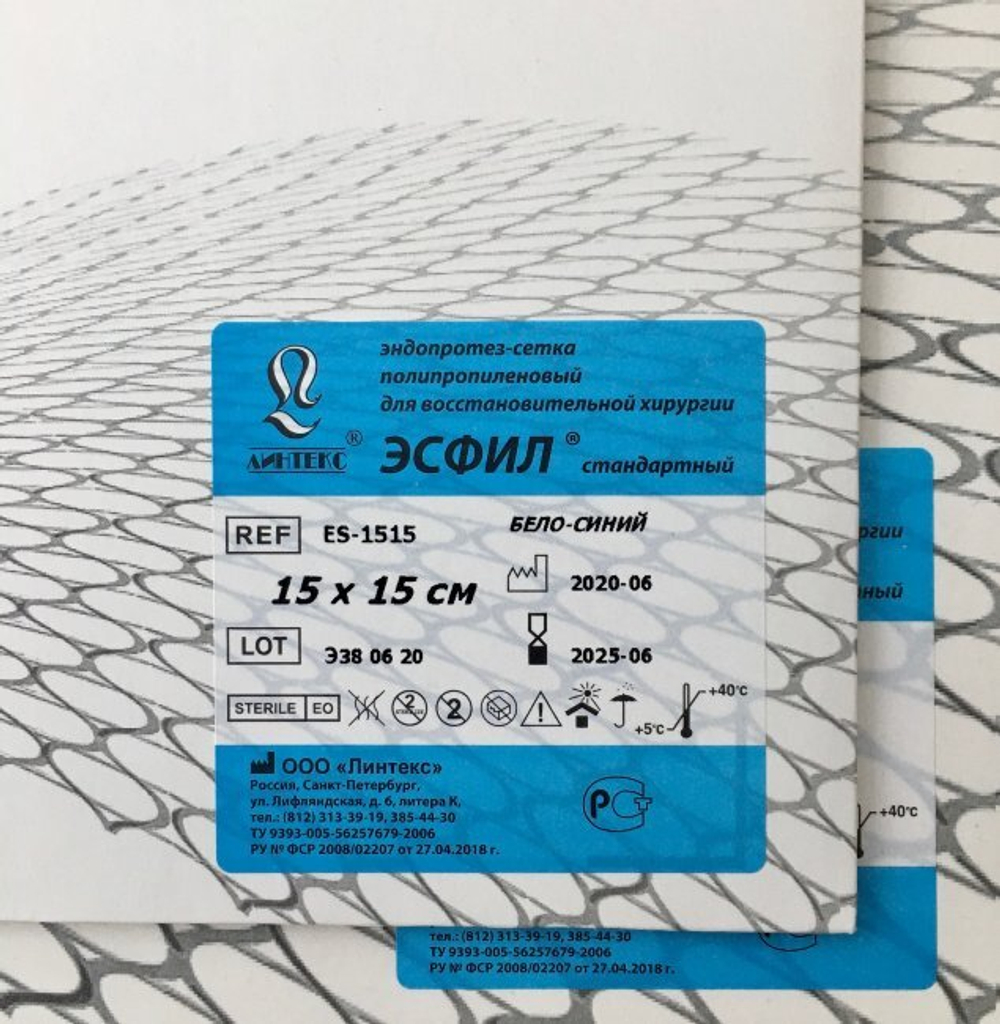 эндопротез-сетка
полипропиленовый
для восстановительной хирургии
ЛИНТЕКС ®
ЭСФИЛ ® стандартный
REF ES-1515
БЕЛО-СИНИЙ
15 x 15 см
2020-06
LOT Э38 06 20
2025-06
STERILE EO
2
2
+5°C
+40°C
ООО «Линтекс»
Россия, Санкт-Петербург,
ул. Лифляндская, д. 6, литера К,
тел.: (812) 313-39-19, 385-44-30
ТУ 9393-005-56257679-2006
РУ № ФСР 2008/02207 от 27.04.2018 г.
РСТ
ргии
ный
+40°C
тел.: (812) 313-39-19, 385-44-30
ТУ 9393-005-56257679-2006
РУ № ФСР 2008/02207 от 27.04.2018 г.